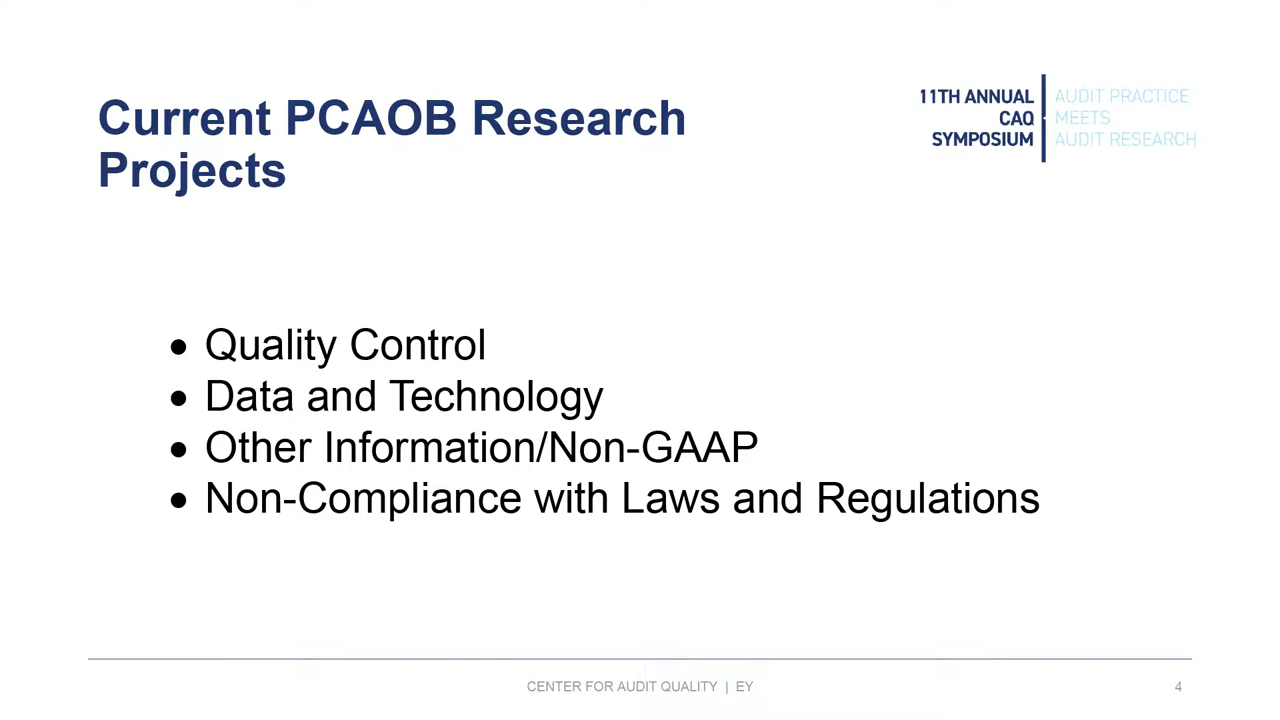 Current PCAOB Research
Projects
11TH ANNUAL
CAQ
SYMPOSIUM
AUDIT PRACTICE
MEETS
AUDIT RESEARCH
• Quality Control
• Data and Technology
• Other Information/Non-GAAP
• Non-Compliance with Laws and Regulations
CENTER FOR AUDIT QUALITY | EY
4